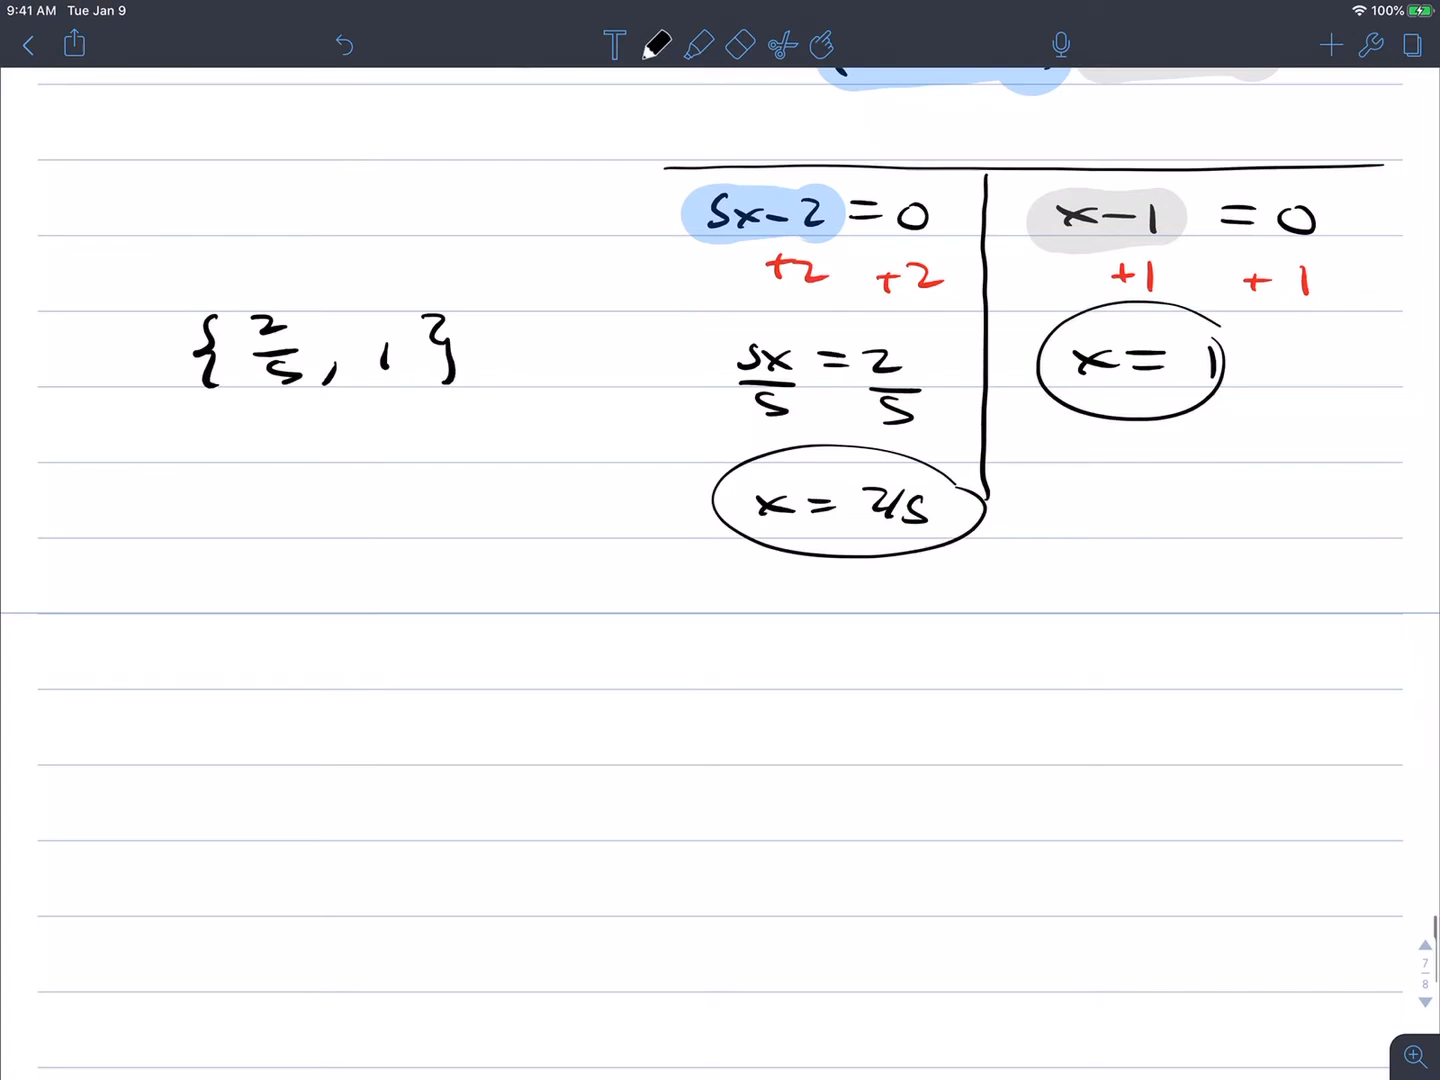 9:41 AM Tue Jan 9
100%
T
5x-2 = 0
x-1 = 0
+2 +2
+1 +1
{ 2/5, 1 }
5x/5 = 2/5
x = 1
x = 2/5
7
8